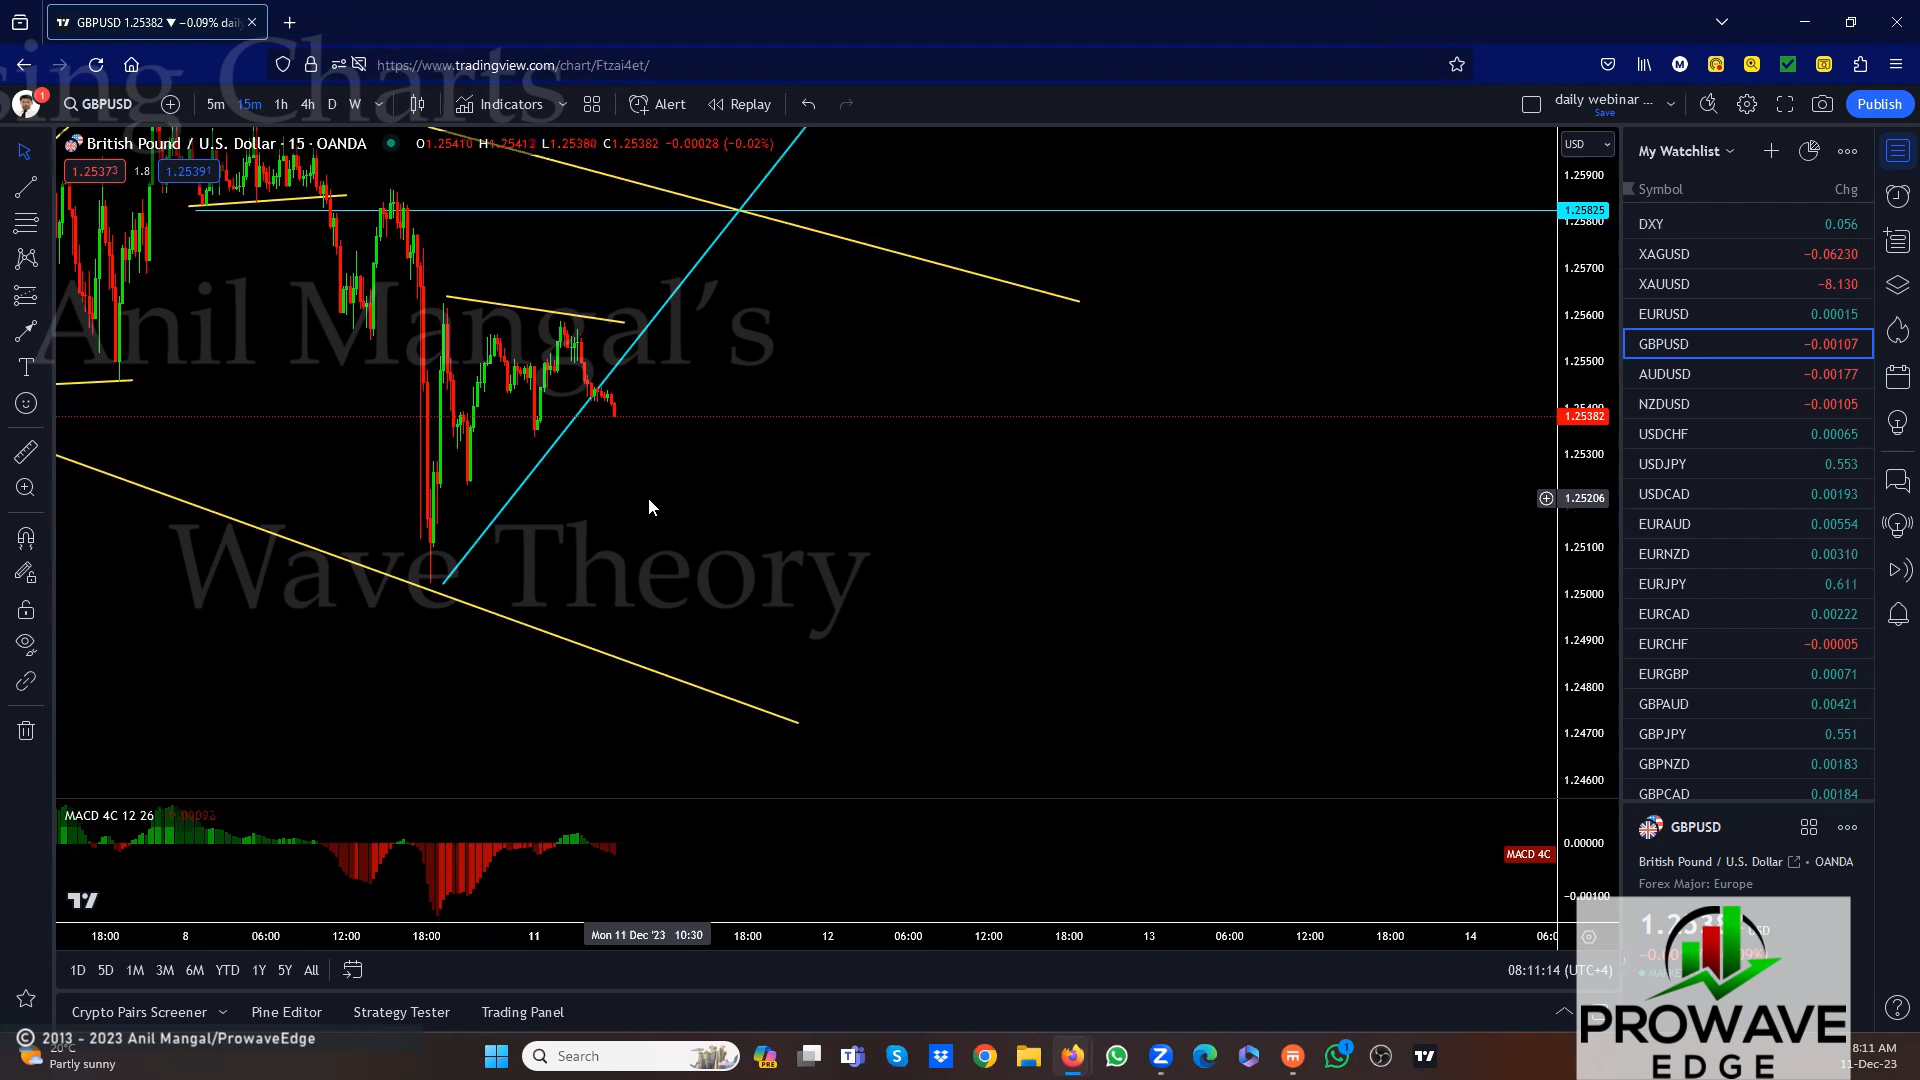 GBPUSD 1.25382 ▼ −0.09% dai
https://www.tradingview.com/chart/Ftzai4et/
sing Charts
1
GBPUSD 5m 15m 1h 4h D W Indicators Alert Replay daily webinar ... Save Publish
British Pound / U.S. Dollar · 15 · OANDA O1.25410 H1.25412 L1.25380 C1.25382 −0.00028 (−0.02%)
1.25373 1.8 1.25391
USD
1.25900
1.25825
1.25800
1.25700
1.25600
1.25500
1.25382
1.25300
1.25206
1.25100
1.25000
1.24900
1.24800
1.24700
1.24600
Anil Mangal's
Wave Theory
MACD 4C 12 26 −0.00093
0.00000
MACD 4C
−0.00100
18:00 8 06:00 12:00 18:00 11 Mon 11 Dec '23 10:30 18:00 12 06:00 12:00 18:00 13 06:00 12:00 18:00 14 06:0
1D 5D 1M 3M 6M YTD 1Y 5Y All
08:11:14 (UTC+4)
Crypto Pairs Screener Pine Editor Strategy Tester Trading Panel
My Watchlist
Symbol Chg
DXY 0.056
XAGUSD −0.06230
XAUUSD −8.130
EURUSD 0.00015
GBPUSD −0.00107
AUDUSD −0.00177
NZDUSD −0.00105
USDCHF 0.00065
USDJPY 0.553
USDCAD 0.00193
EURAUD 0.00554
EURNZD 0.00310
EURJPY 0.611
EURCAD 0.00222
EURCHF −0.00005
EURGBP 0.00071
GBPAUD 0.00421
GBPJPY 0.551
GBPNZD 0.00183
GBPCAD 0.00184
GBPUSD
British Pound / U.S. Dollar • OANDA
Forex Major: Europe
PROWAVE
EDGE
© 2013 - 2023 Anil Mangal/ProwaveEdge
20°C
Partly sunny
Search
PRE
1
8:11 AM
11-Dec-23